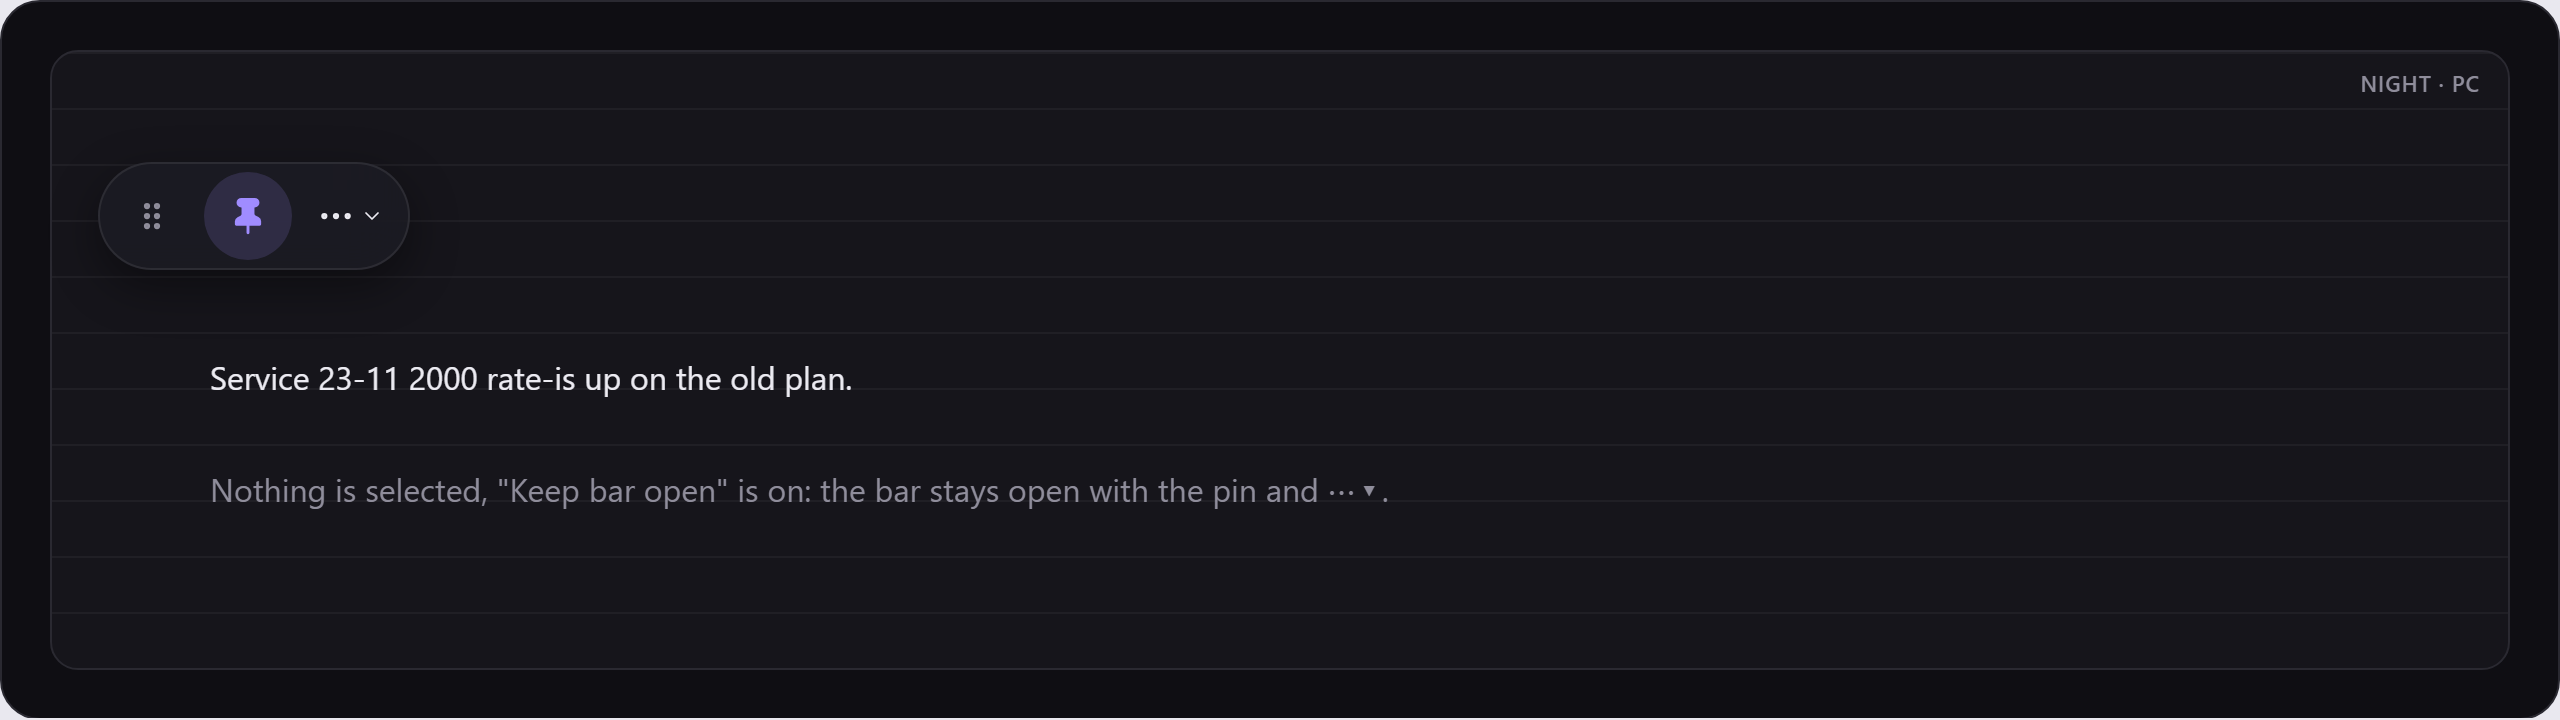 NIGHT · PC
Service 23-11 2000 rate-is up on the old plan.
Nothing is selected, "Keep bar open" is on: the bar stays open with the pin and ··· ▾ .